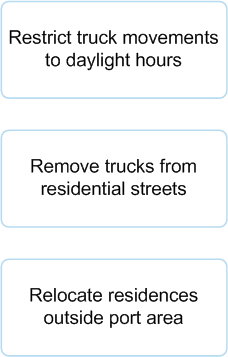 Restrict truck movements
to daylight hours
Remove trucks from
residential streets
Relocate residences
outside port area